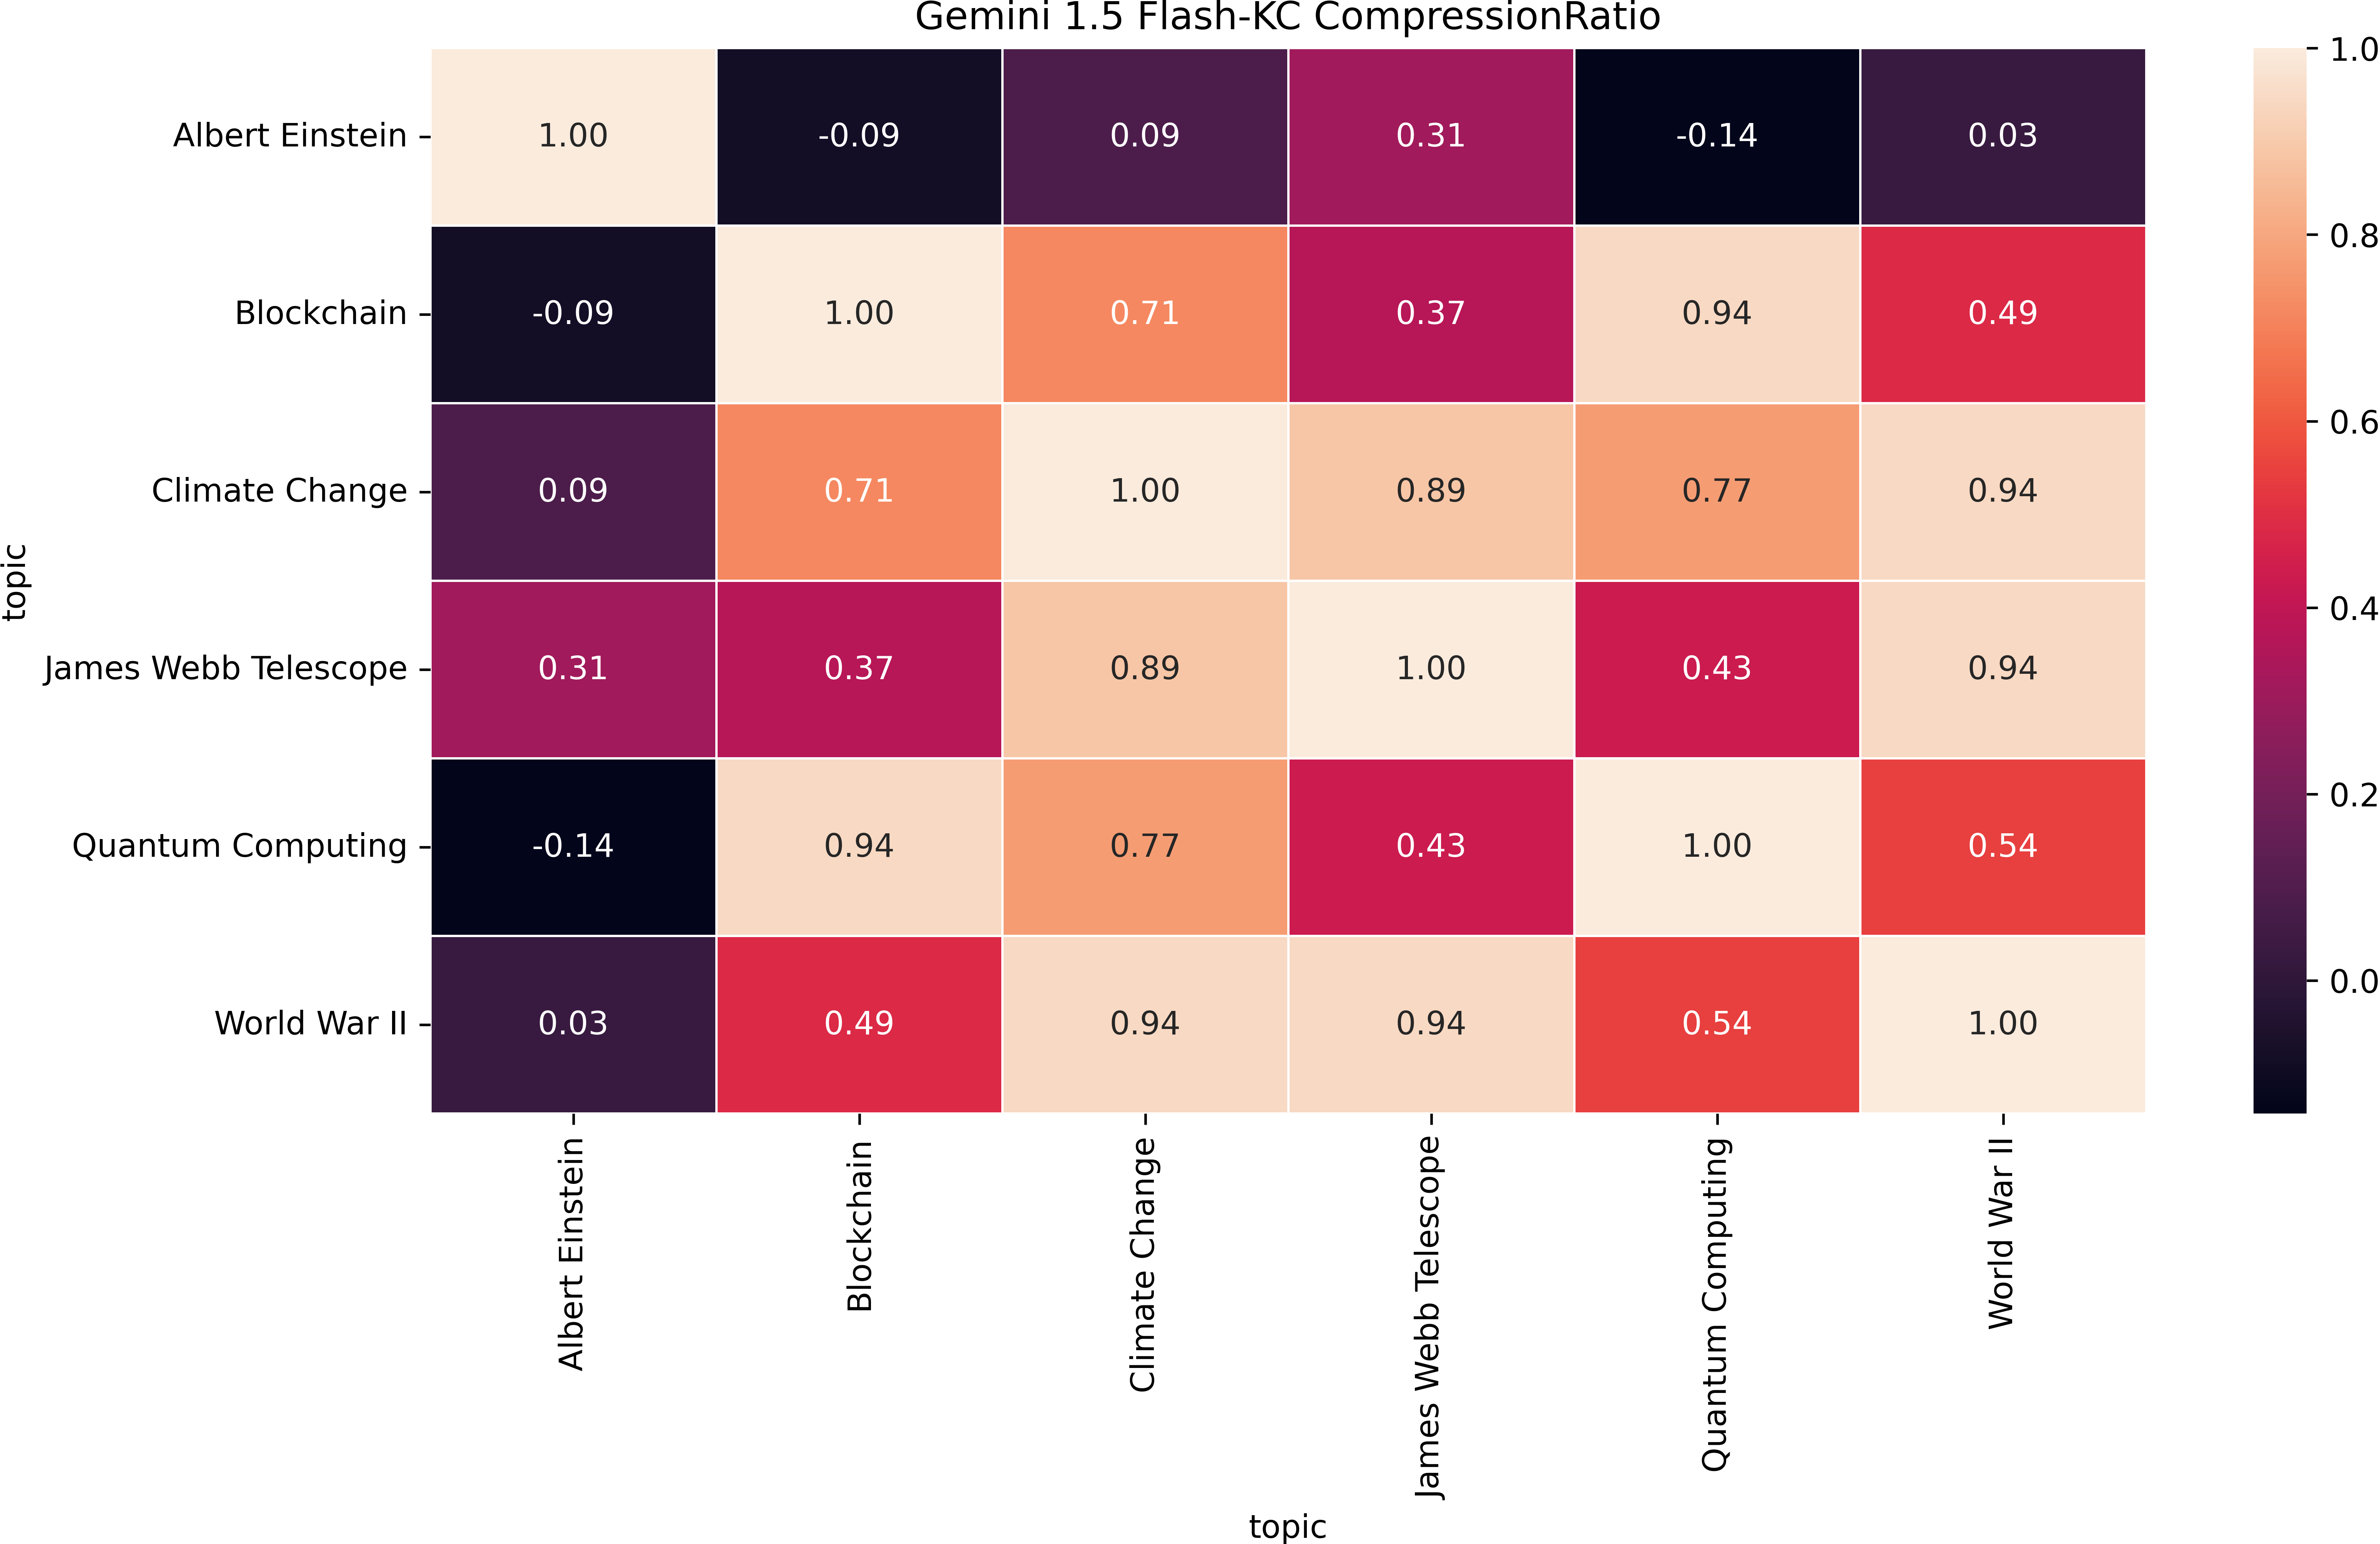 Gemini 1.5 Flash-KC CompressionRatio
Albert Einstein 1.00 -0.09 0.09 0.31 -0.14 0.03
Blockchain -0.09 1.00 0.71 0.37 0.94 0.49
Climate Change 0.09 0.71 1.00 0.89 0.77 0.94
James Webb Telescope 0.31 0.37 0.89 1.00 0.43 0.94
Quantum Computing -0.14 0.94 0.77 0.43 1.00 0.54
World War II 0.03 0.49 0.94 0.94 0.54 1.00
topic
Albert Einstein
Blockchain
Climate Change
James Webb Telescope
Quantum Computing
World War II
topic
1.0
0.8
0.6
0.4
0.2
0.0